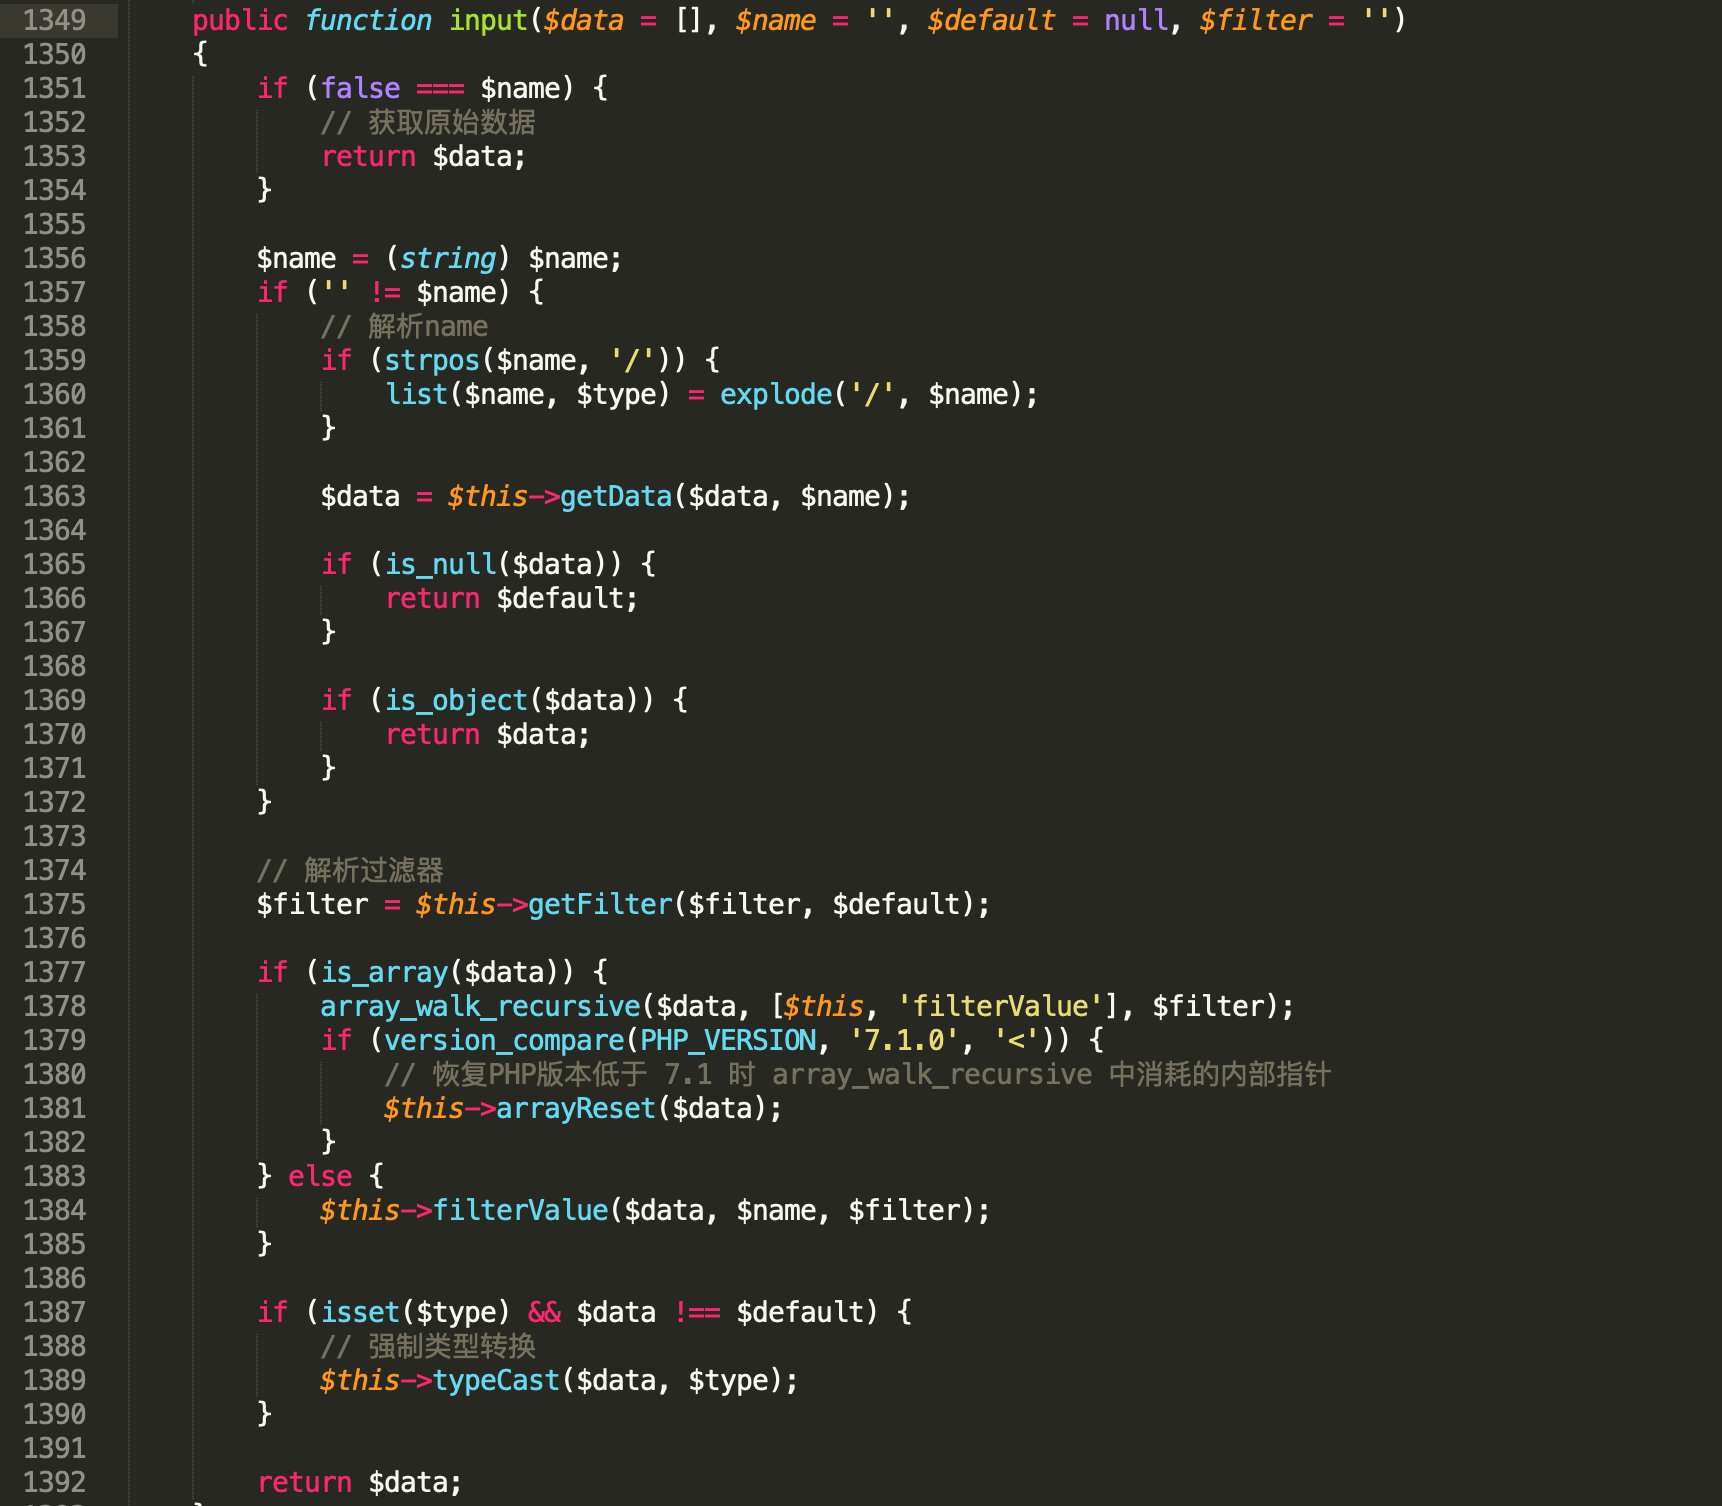 1349 public function input($data = [], $name = '', $default = null, $filter = '')
1350 {
1351 if (false === $name) {
1352 // 获取原始数据
1353 return $data;
1354 }
1355
1356 $name = (string) $name;
1357 if ('' != $name) {
1358 // 解析name
1359 if (strpos($name, '/')) {
1360 list($name, $type) = explode('/', $name);
1361 }
1362
1363 $data = $this->getData($data, $name);
1364
1365 if (is_null($data)) {
1366 return $default;
1367 }
1368
1369 if (is_object($data)) {
1370 return $data;
1371 }
1372 }
1373
1374 // 解析过滤器
1375 $filter = $this->getFilter($filter, $default);
1376
1377 if (is_array($data)) {
1378 array_walk_recursive($data, [$this, 'filterValue'], $filter);
1379 if (version_compare(PHP_VERSION, '7.1.0', '<')) {
1380 // 恢复PHP版本低于 7.1 时 array_walk_recursive 中消耗的内部指针
1381 $this->arrayReset($data);
1382 }
1383 } else {
1384 $this->filterValue($data, $name, $filter);
1385 }
1386
1387 if (isset($type) && $data !== $default) {
1388 // 强制类型转换
1389 $this->typeCast($data, $type);
1390 }
1391
1392 return $data;